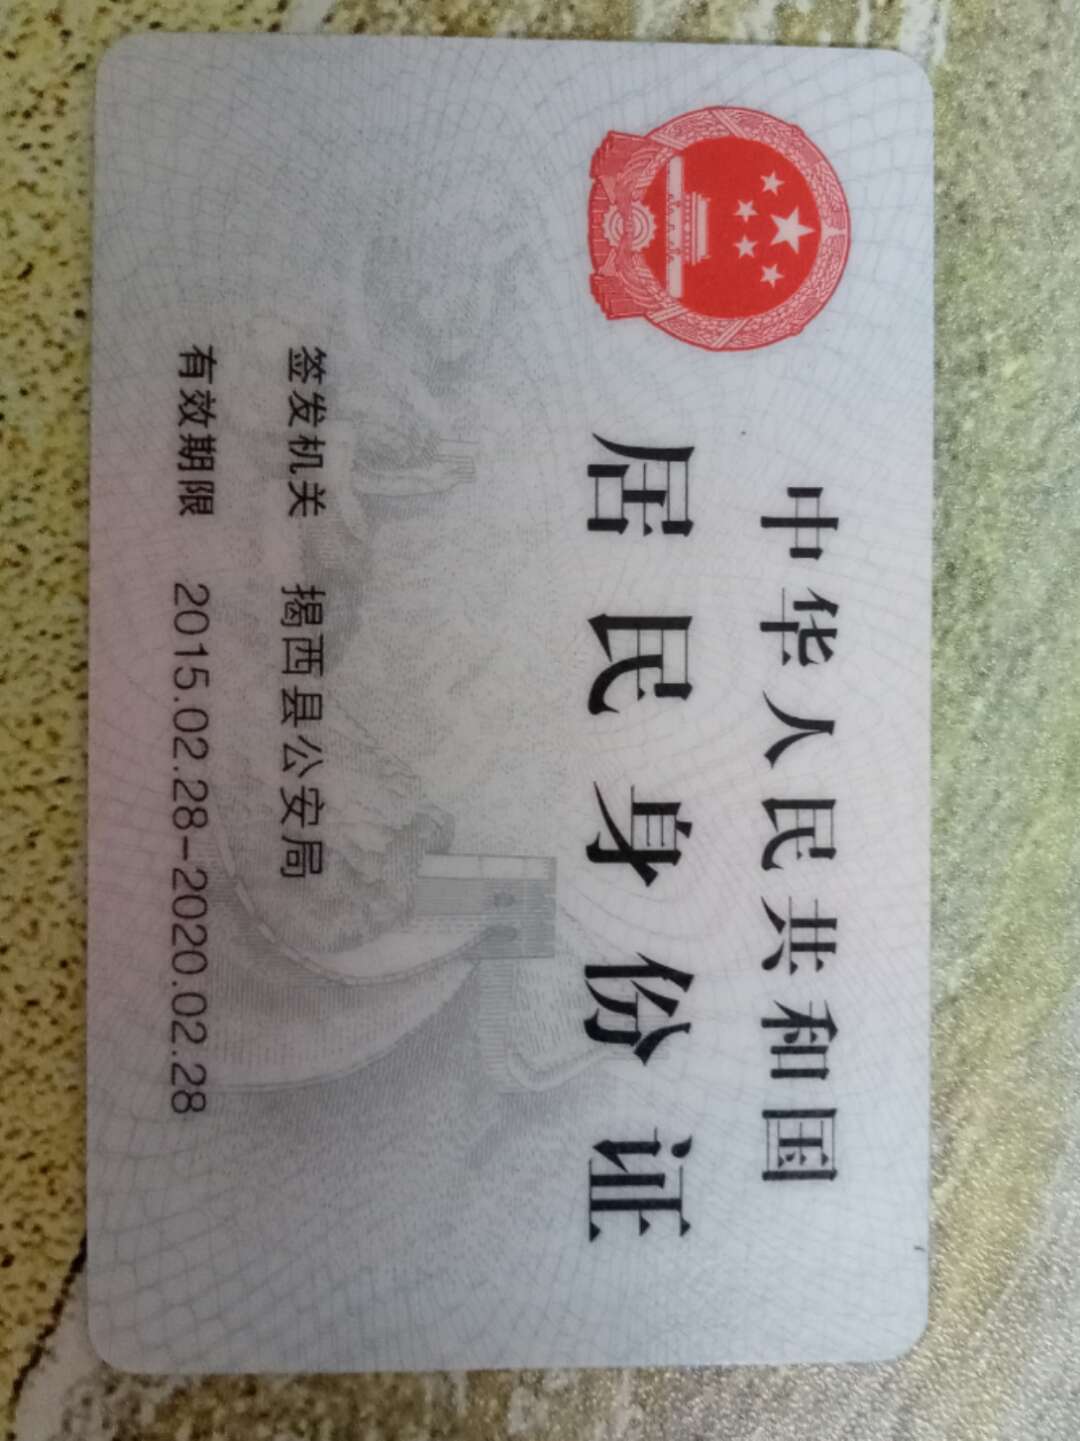 中华人民共和国
居民身份证
签发机关 揭西县公安局
有效期限 2015.02.28-2020.02.28